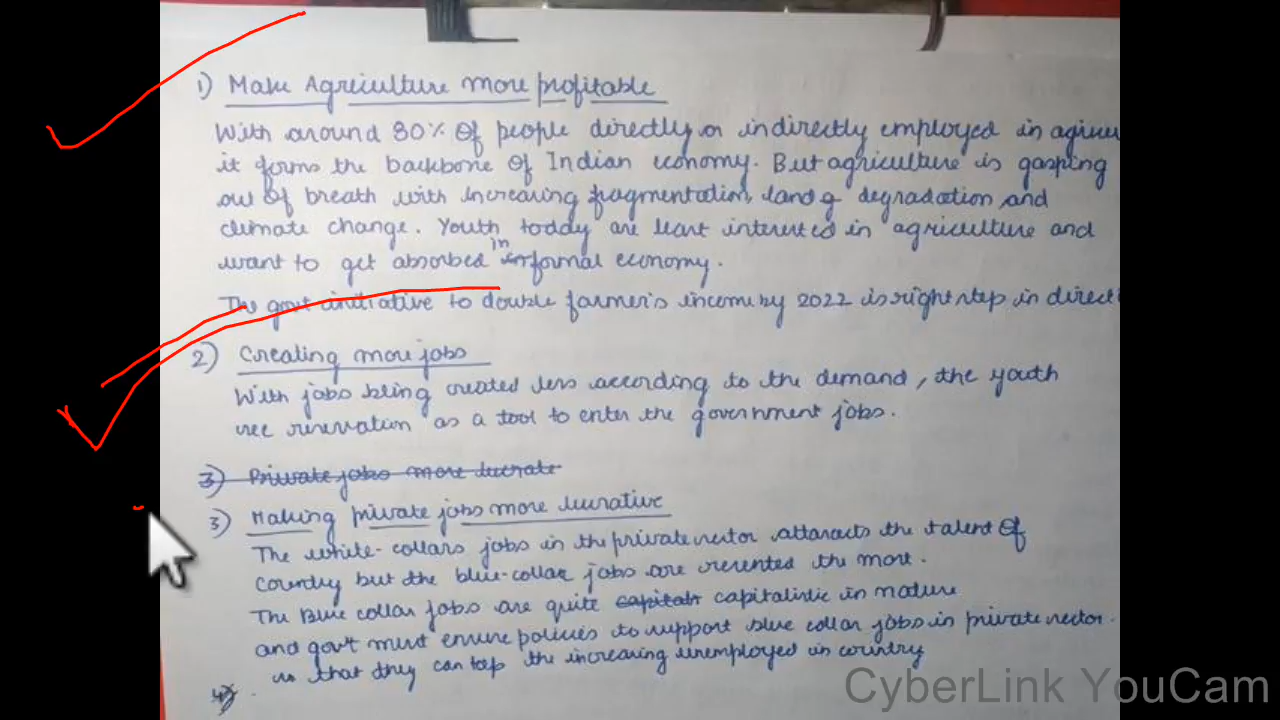 1) Make Agriculture more profitable
With around 80% of people directly or indirectly employed in
it forms the backbone of Indian economy. But agriculture is gasping
out of breath with increasing fragmentation, land degradation and
climate change. Youth today are least interested in agriculture and
want to get absorbed in formal economy.
The govt initiative to double farmer's income by 2022 is right step in direct
2) Creating more jobs
With jobs being created less according to the demand, the youth
see reservation as a tool to enter the government jobs.
3) Private jobs more lucrate
3) Making private jobs more lucrative
The white-collars jobs in the private sector attaracts the talent of
Country but the blue-collar jobs are resented the more.
The Blue collar jobs are quite capitals capitalistic in nature
and govt must ensure policies to support blue collar jobs in private sector.
so that they can tap the increasing unemployed in country
4)
CyberLink YouCam